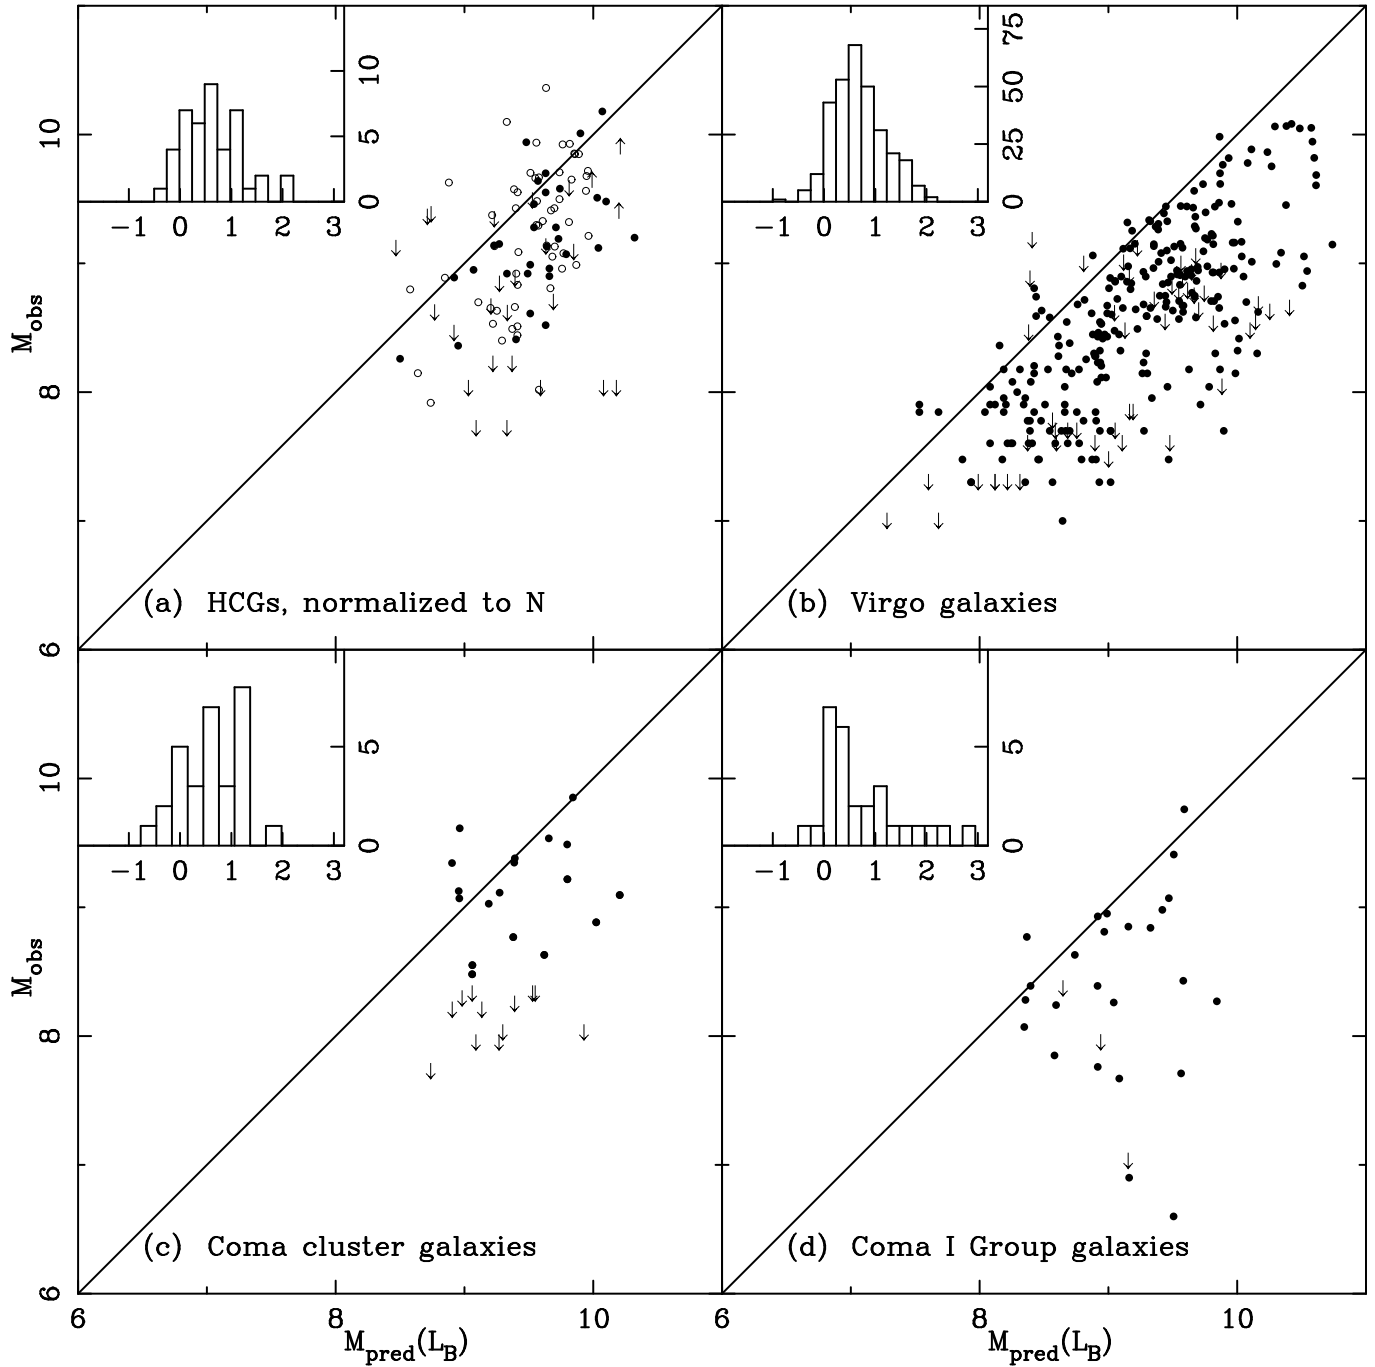 10
5
0
-1 0 1 2 3
10
8
6
M_obs
(a) HCGs, normalized to N
75
50
25
0
-1 0 1 2 3
(b) Virgo galaxies
5
0
-1 0 1 2 3
10
8
6
M_obs
(c) Coma cluster galaxies
6 8 10
M_pred(L_B)
5
0
-1 0 1 2 3
(d) Coma I Group galaxies
6 8 10
M_pred(L_B)